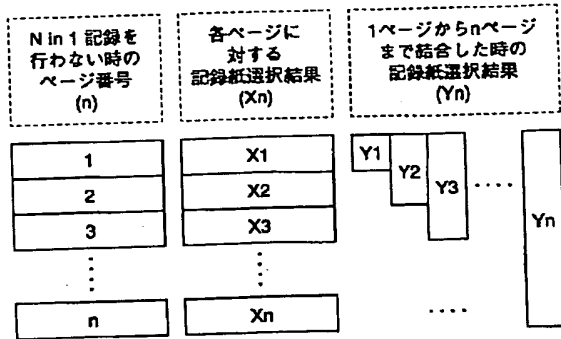 N in 1 記録を
行わない時の
ページ番号
(n)
各ページに
対する
記録紙選択結果
(Xn)
1ページからnページ
まで結合した時の
記録紙選択結果
(Yn)
1
2
3
n
X1
X2
X3
Xn
Y1
Y2
Y3
Yn